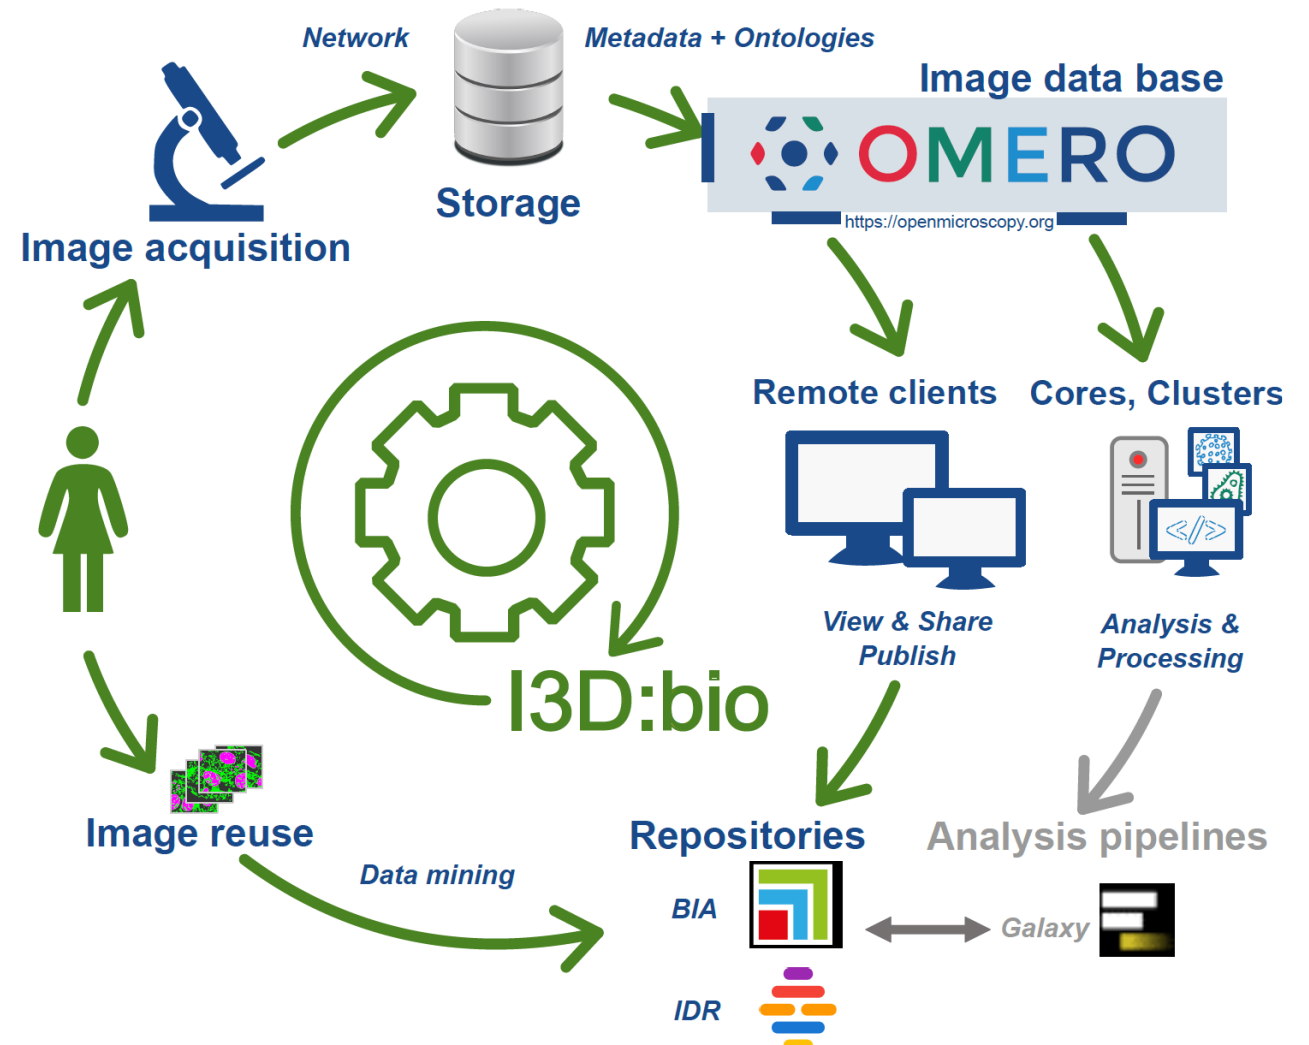 Network
Metadata + Ontologies
Image data base
OMERO
https://openmicroscopy.org
Storage
Image acquisition
Remote clients
Cores, Clusters
</>
View & Share
Publish
Analysis &
Processing
I3D:bio
Image reuse
Data mining
Repositories
Analysis pipelines
BIA
Galaxy
IDR